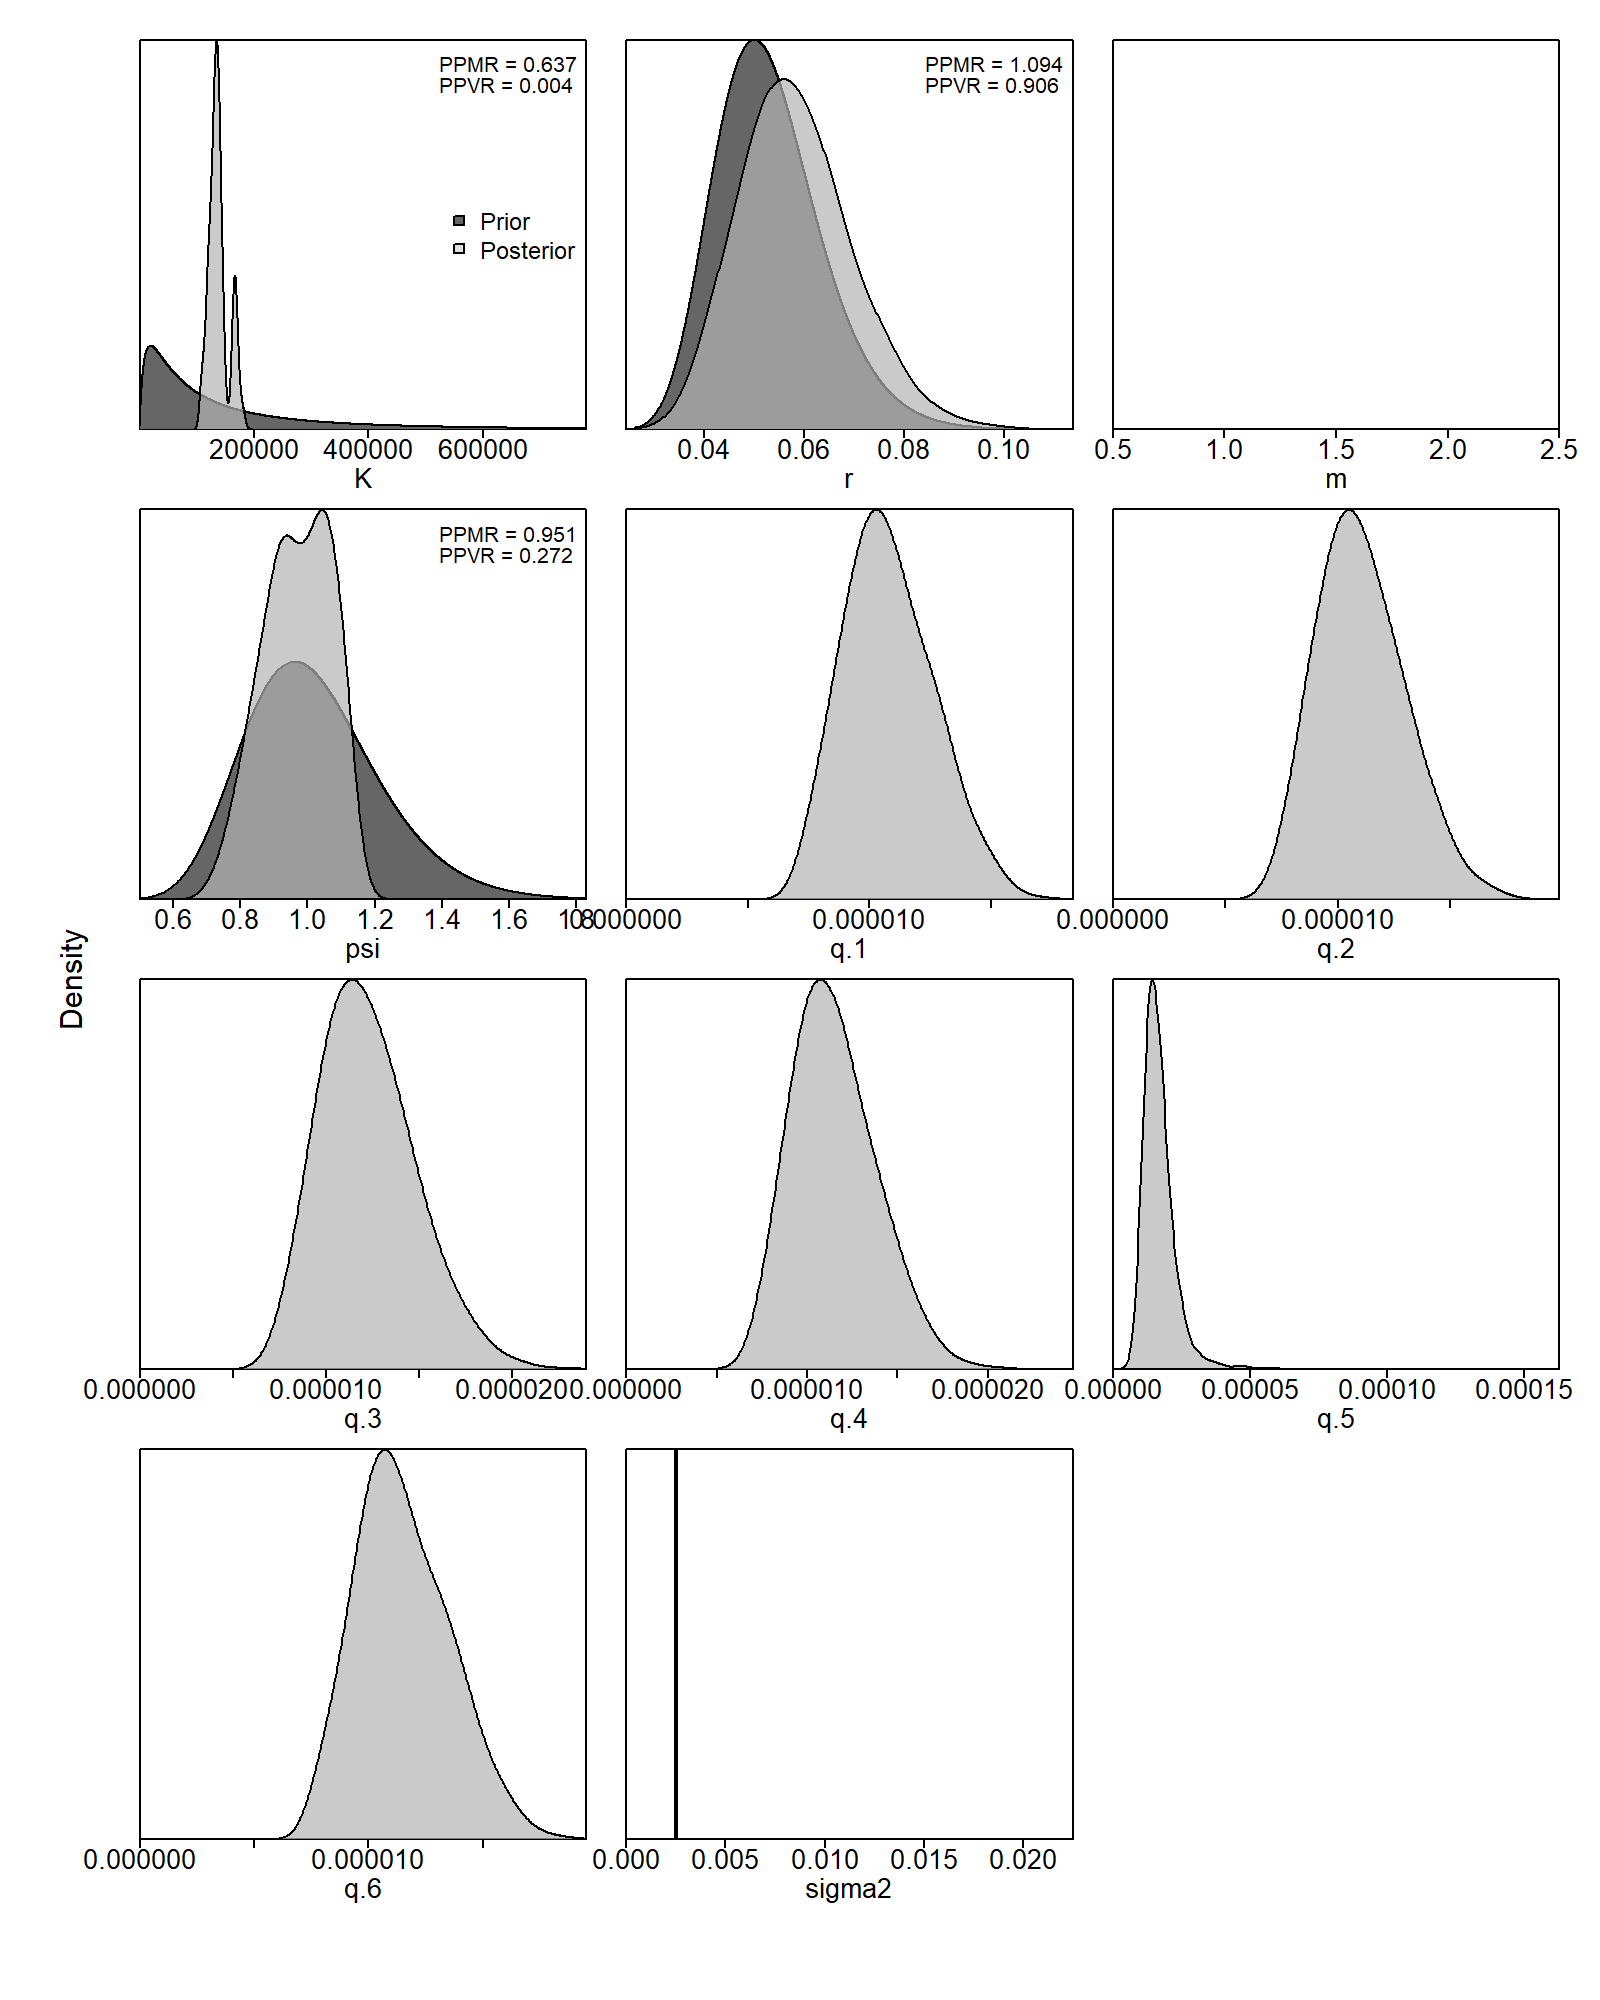 PPMR = 0.637
PPVR = 0.004
Prior
Posterior
200000 400000 600000
K
PPMR = 1.094
PPVR = 0.906
0.04 0.06 0.08 0.10
r
0.5 1.0 1.5 2.0 2.5
m
Density
PPMR = 0.951
PPVR = 0.272
0.6 0.8 1.0 1.2 1.4 1.6 1.8
psi
0.000000 0.000010
q.1
0.000000 0.000010
q.2
0.000000 0.000010 0.000020
q.3
0.000000 0.000010 0.000020
q.4
0.00000 0.00005 0.00010 0.00015
q.5
0.000000 0.000010
q.6
0.000 0.005 0.010 0.015 0.020
sigma2